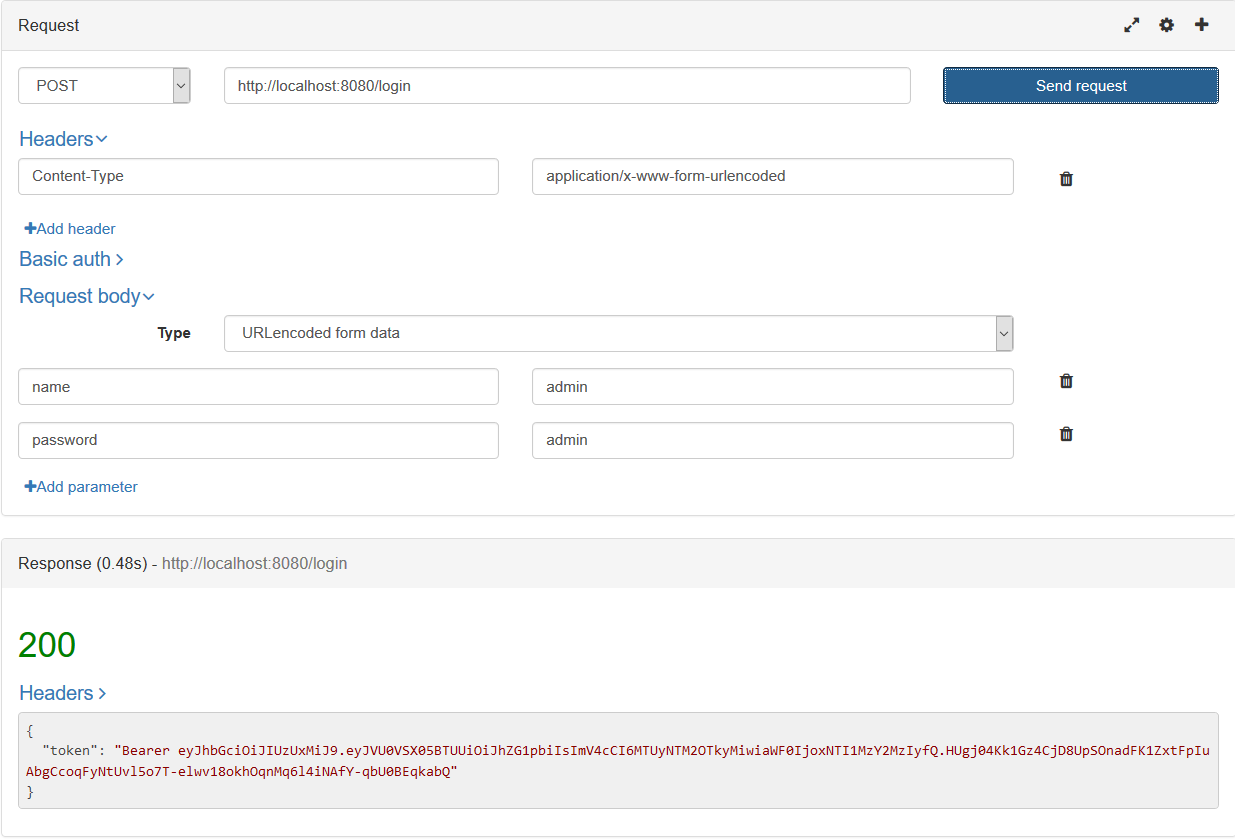 Request
POST
http://localhost:8080/login
Send request
Headers
Content-Type
application/x-www-form-urlencoded
Add header
Basic auth
Request body
Type
URLencoded form data
name
admin
password
admin
Add parameter
Response (0.48s) - http://localhost:8080/login
200
Headers
{
"token": "Bearer eyJhbGciOiJIUzUxMiJ9.eyJVU0VSX05BTUUiOiJhZG1pbiIsImV4cCI6MTUyNTM2OTkyMiwiaWF0IjoxNTI1MzY2MzIyfQ.HUgj04Kk1Gz4CjD8UpSOnadFK1ZxtFpIu
AbgCcoqFyNtUvl5o7T-elwv18okhOqnMq6l4iNAfY-qbU0BEqkabQ"
}